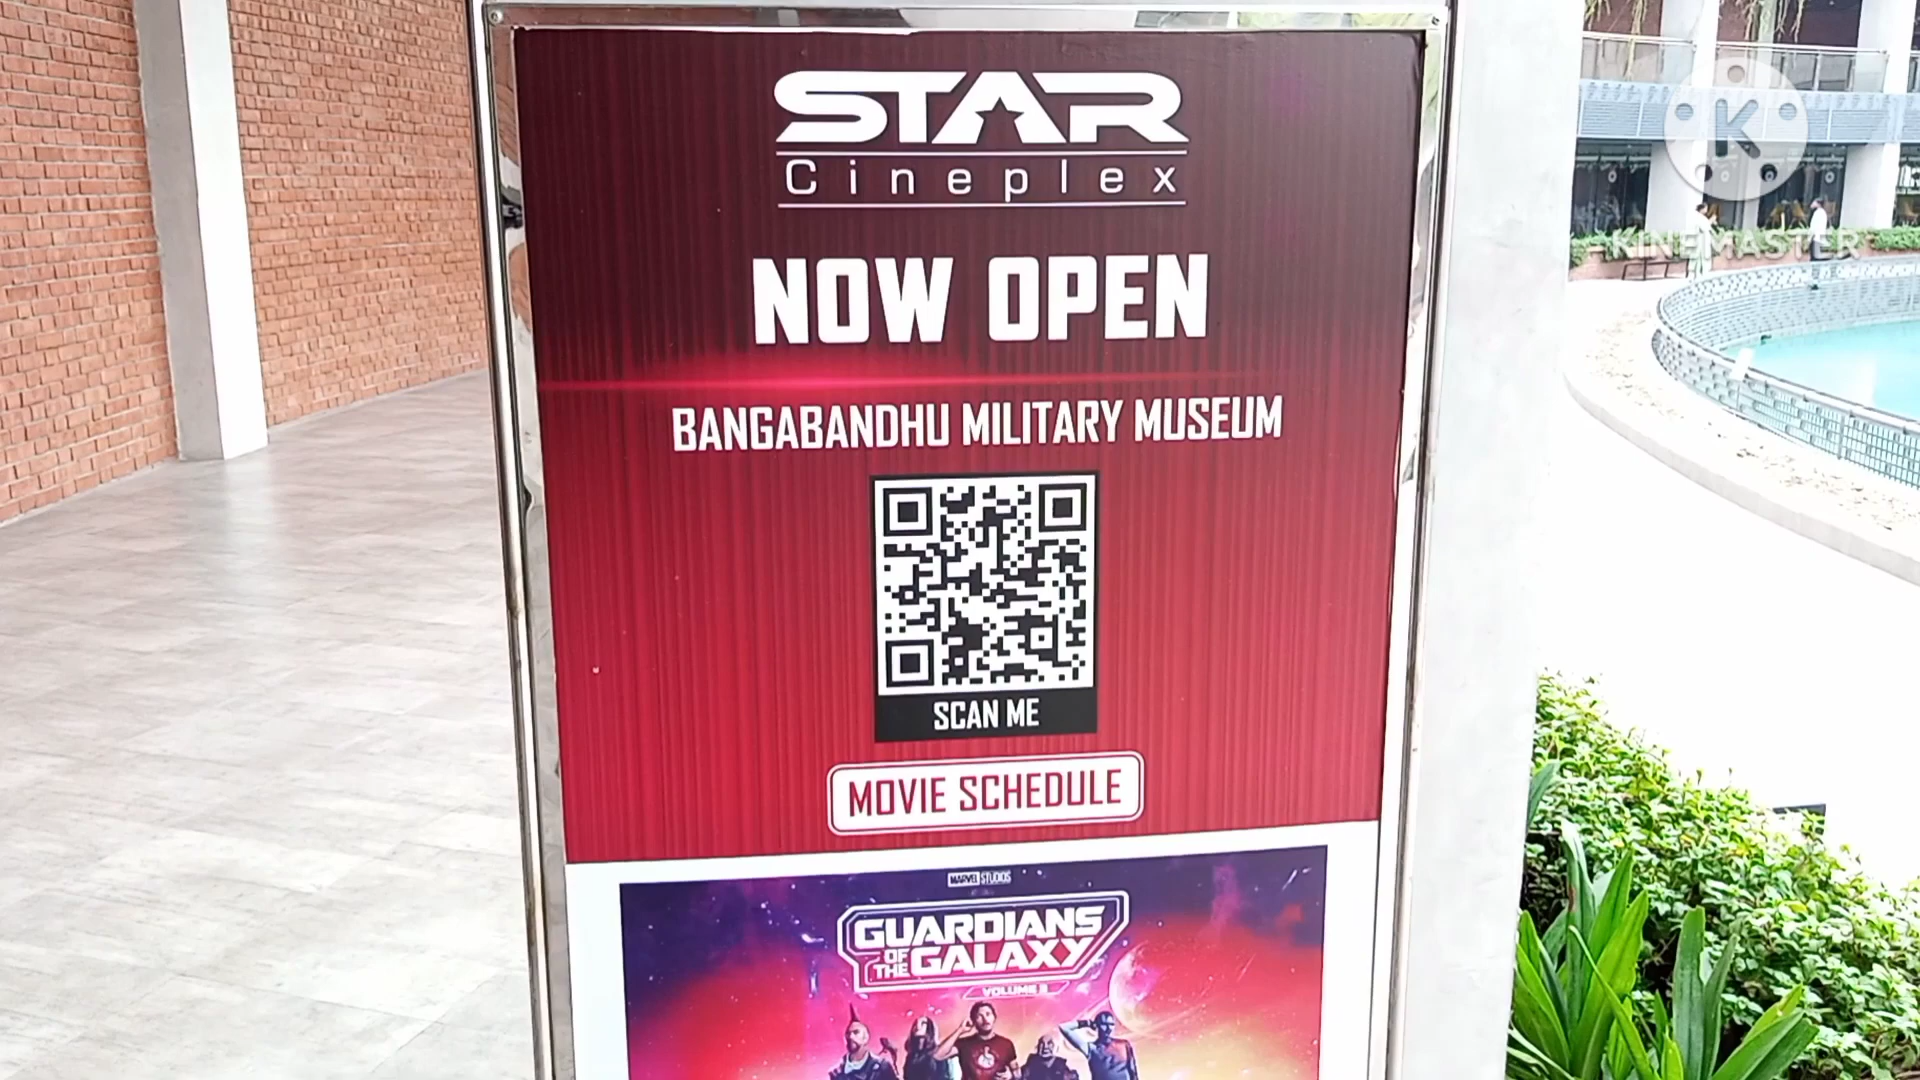 STAR
Cineplex
NOW OPEN
BANGABANDHU MILITARY MUSEUM
SCAN ME
MOVIE SCHEDULE
MARVEL STUDIOS
GUARDIANS
OF THE GALAXY
VOLUME 3
K
KINEMASTER